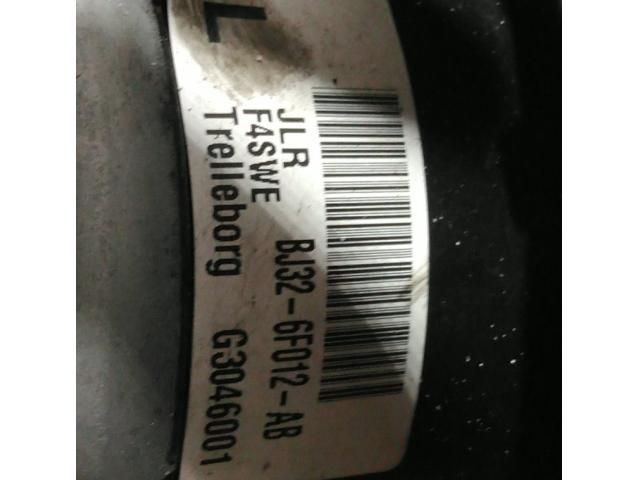 JLR
F4SWE BJ32-6F012-AB
Trelleborg G3046001
L